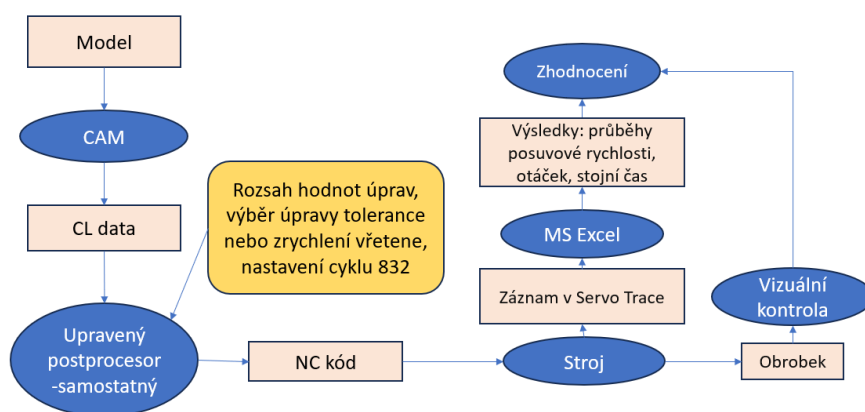 Model
CAM
CL data
Upravený
postprocesor
-samostatný
Rozsah hodnot úprav,
výběr úpravy tolerance
nebo zrychlení vřetene,
nastavení cyklu 832
NC kód
Stroj
Záznam v Servo Trace
MS Excel
Výsledky: průběhy
posuvové rychlosti,
otáček, stojní čas
Zhodnocení
Obrobek
Vizuální
kontrola